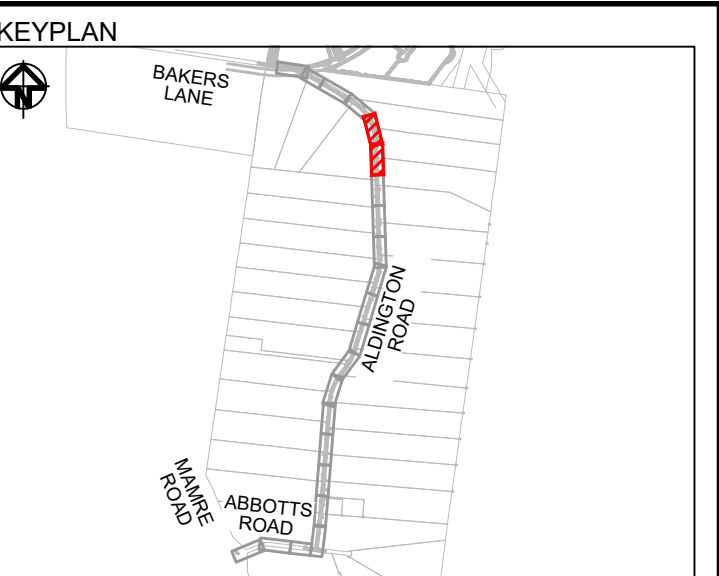 KEYPLAN
N
BAKERS
LANE
ALDINGTON
ROAD
MAMRE
ROAD
ABBOTTS
ROAD